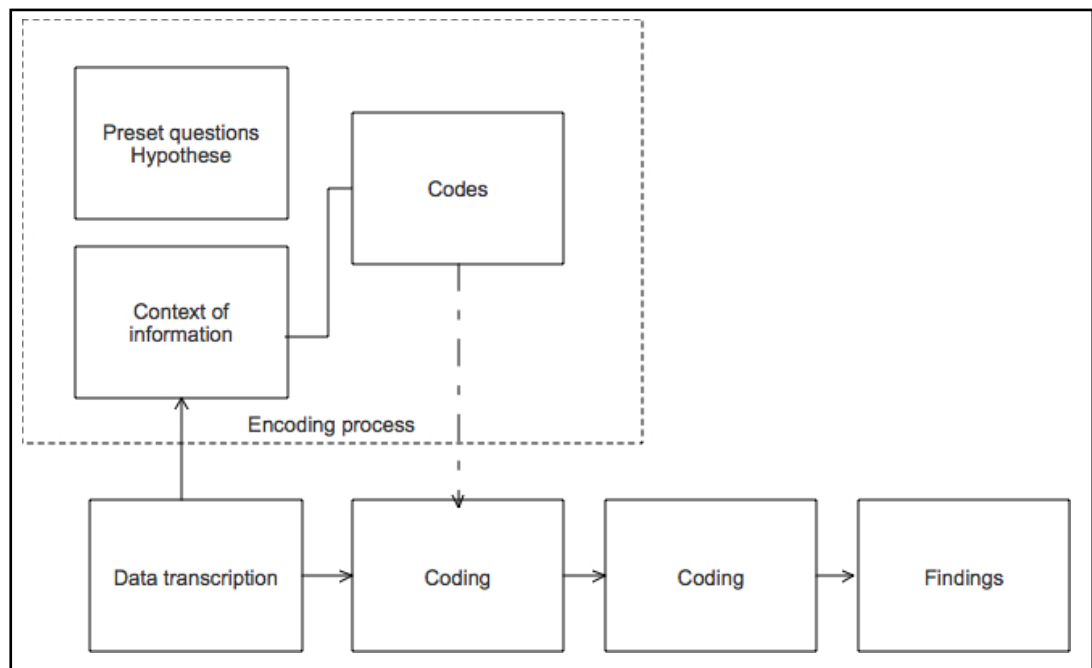 Preset questions
Hypothese
Codes
Context of
information
Encoding process
Data transcription
Coding
Coding
Findings